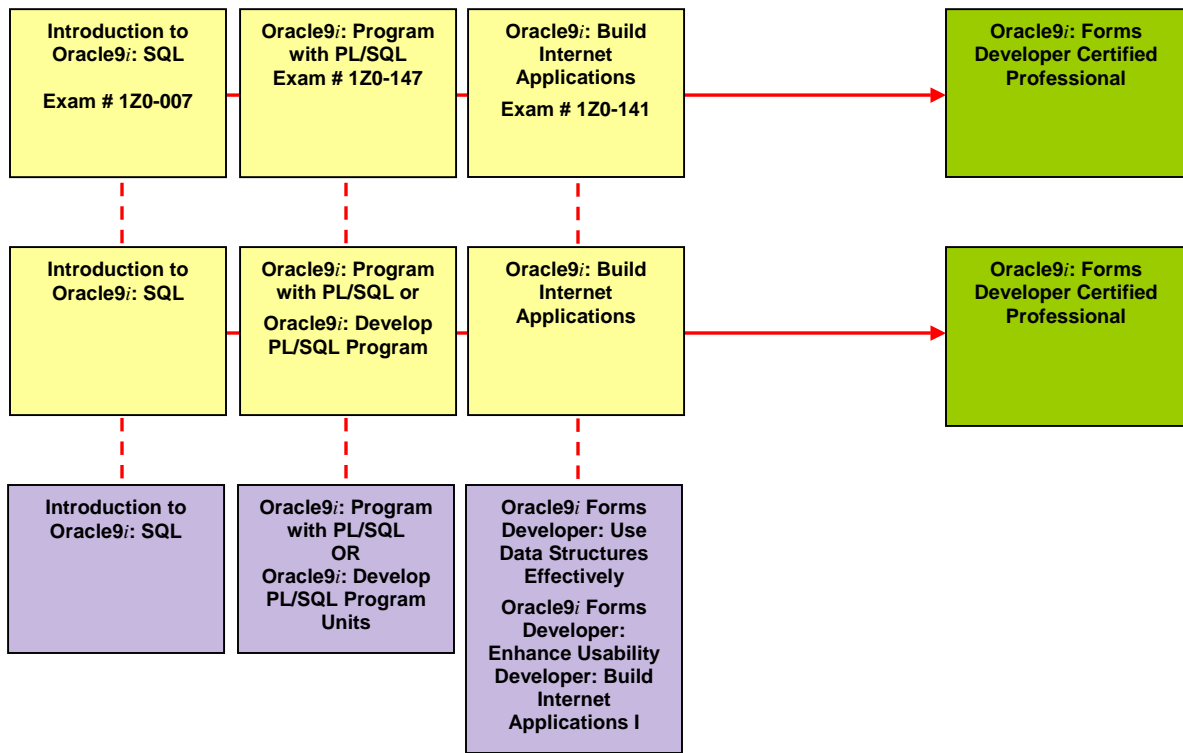 Introduction to
Oracle9i: SQL
Exam # 1Z0-007
Oracle9i: Program
with PL/SQL
Exam # 1Z0-147
Oracle9i: Build
Internet
Applications
Exam # 1Z0-141
Oracle9i: Forms
Developer Certified
Professional
Introduction to
Oracle9i: SQL
Oracle9i: Program
with PL/SQL or
Oracle9i: Develop
PL/SQL Program
Oracle9i: Build
Internet
Applications
Oracle9i: Forms
Developer Certified
Professional
Introduction to
Oracle9i: SQL
Oracle9i: Program
with PL/SQL
OR
Oracle9i: Develop
PL/SQL Program
Units
Oracle9i Forms
Developer: Use
Data Structures
Effectively
Oracle9i Forms
Developer:
Enhance Usability
Developer: Build
Internet
Applications I